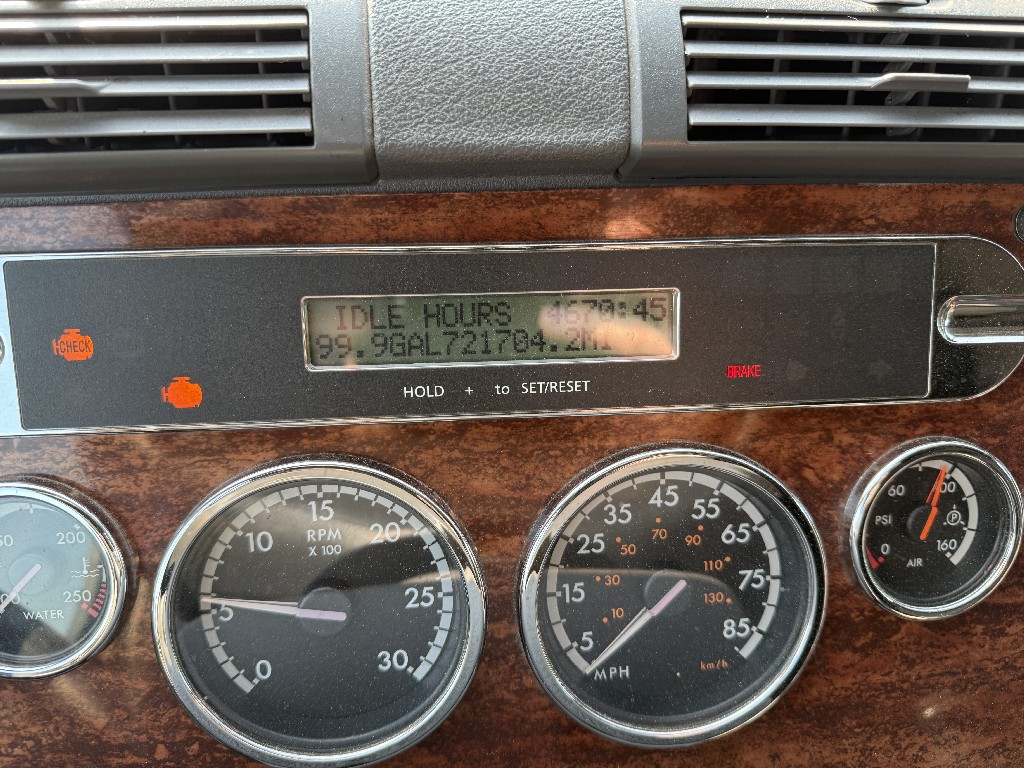 IDLE HOURS 4670:45
99.9GAL721704.2MI
CHECK
BRAKE
HOLD + to SET/RESET
200
250
WATER
0
5
10
15
20
25
30
RPM
X 100
5
15
25
35
45
55
65
75
85
MPH
10
30
50
70
90
110
130
km/h
0
60
160
PSI
P
AIR